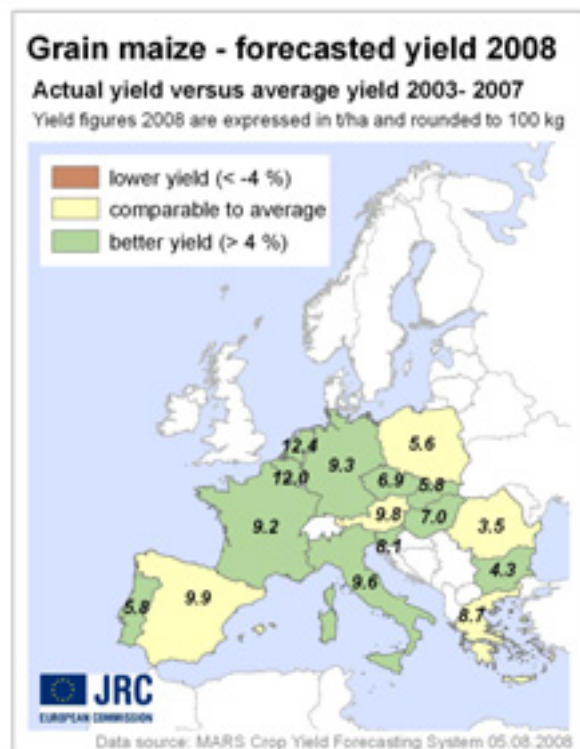 Grain maize - forecasted yield 2008
Actual yield versus average yield 2003- 2007
Yield figures 2008 are expressed in t/ha and rounded to 100 kg
lower yield (< -4 %)
comparable to average
better yield (> 4 %)
12,4
5.6
9.3
12,0
6.9
5.8
9.8
7.0
9.2
3.5
8.1
4.3
9.6
5.8
9.9
8.7
JRC
EUROPEAN COMMISSION
Data source: MARS Crop Yield Forecasting System 05.08.2008